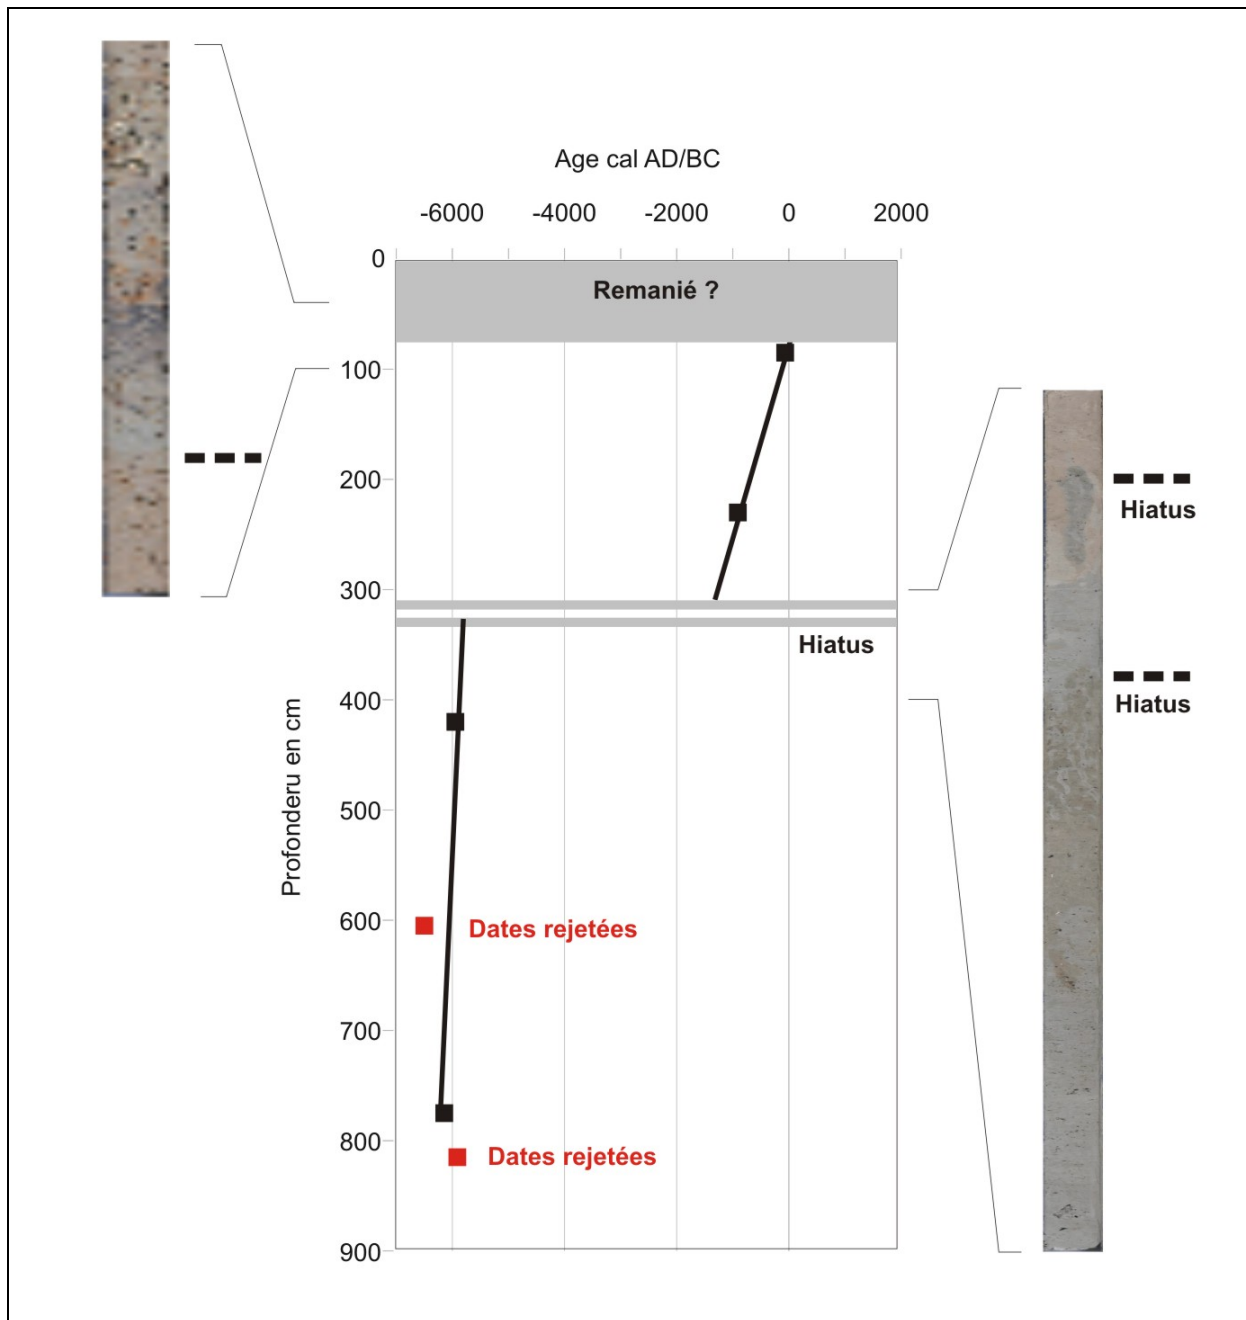 Age cal AD/BC
-6000 -4000 -2000 0 2000
0
Remanié ?
100
200
Hiatus
300
Hiatus
400
Hiatus
Profonderu en cm
500
600
Dates rejetées
700
800
Dates rejetées
900